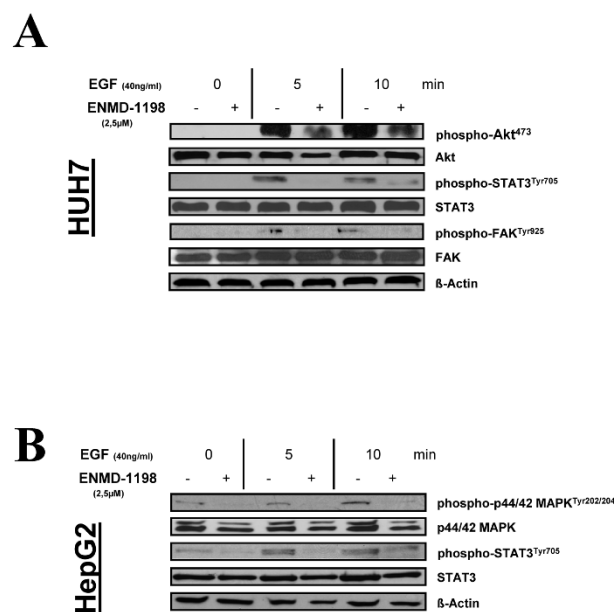 A
EGF (40ng/ml) 0 5 10 min
ENMD-1198 - + - + - +
(2,5µM)
phospho-Akt473
Akt
phospho-STAT3Tyr705
STAT3
phospho-FAKTyr925
FAK
ß-Actin
HUH7
B
EGF (40ng/ml) 0 5 10 min
ENMD-1198 - + - + - +
(2,5µM)
phospho-p44/42 MAPKTyr202/204
p44/42 MAPK
phospho-STAT3Tyr705
STAT3
ß-Actin
HepG2